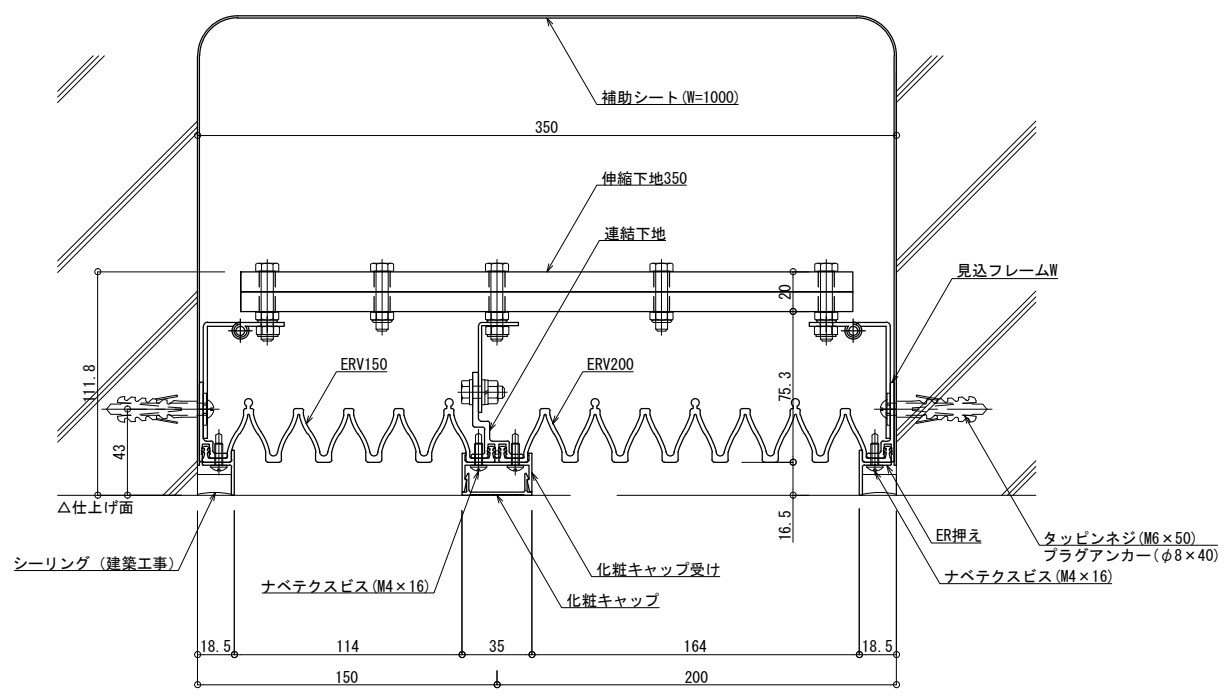 補助シート(W=1000)
350
伸縮下地350
連結下地
見込フレームW
20
111.8
ERV150
ERV200
75.3
43
△仕上げ面
16.5
ER押え
タッピンネジ(M6×50)
プラグアンカー(φ8×40)
シーリング（建築工事）
化粧キャップ受け
ナベテクスビス(M4×16)
ナベテクスビス(M4×16)
化粧キャップ
18.5
114
35
164
18.5
150
200